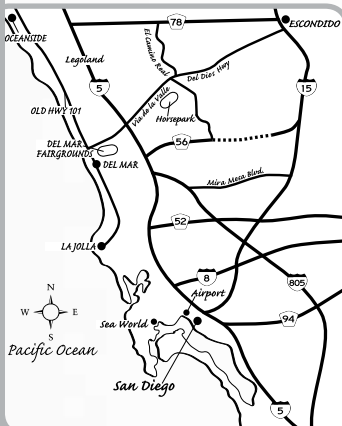 78
ESCONDIDO
OCEANSIDE
El Camino Real
Legoland
Del Dios Hwy
5
15
Via de la Valle
OLD HWY 101
Horsepark
56
DEL MAR
FAIRGROUNDS
DEL MAR
Mira Mesa Blvd.
52
LA JOLLA
8
805
N
Airport
W E
S
Sea World
94
Pacific Ocean
San Diego
5